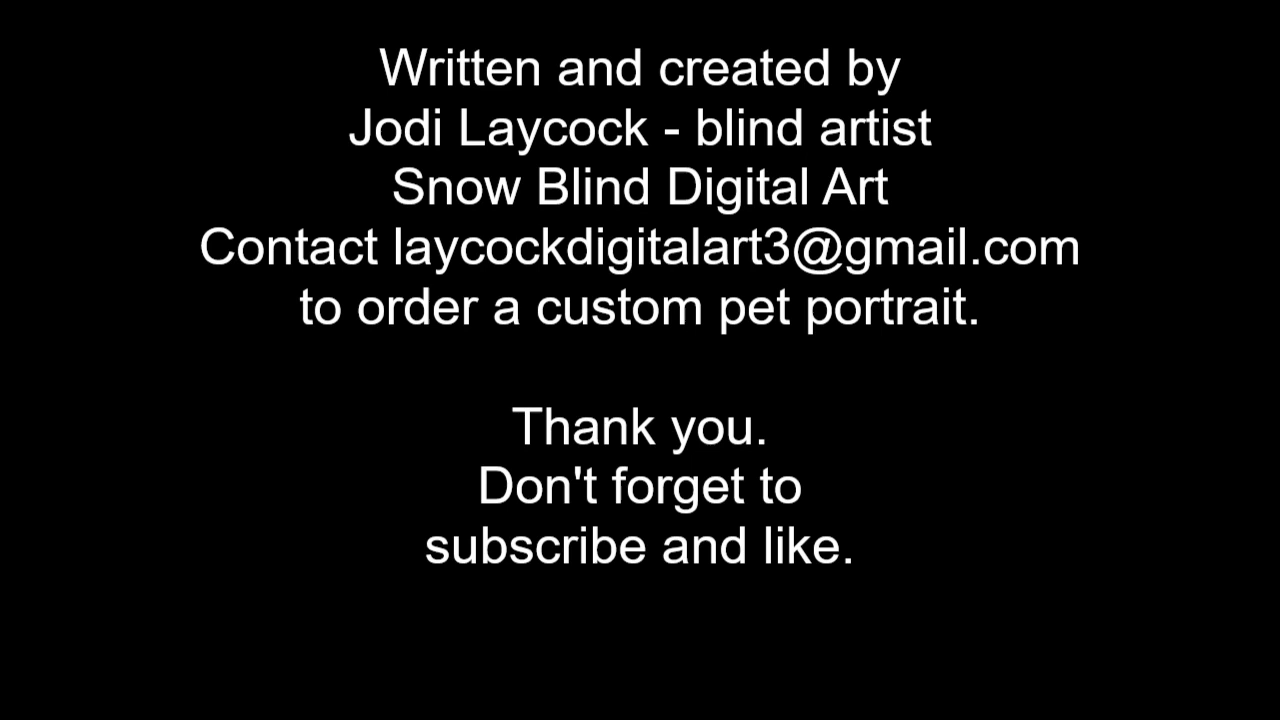 Written and created by
Jodi Laycock - blind artist
Snow Blind Digital Art
Contact laycockdigitalart3@gmail.com
to order a custom pet portrait.
Thank you.
Don't forget to
subscribe and like.